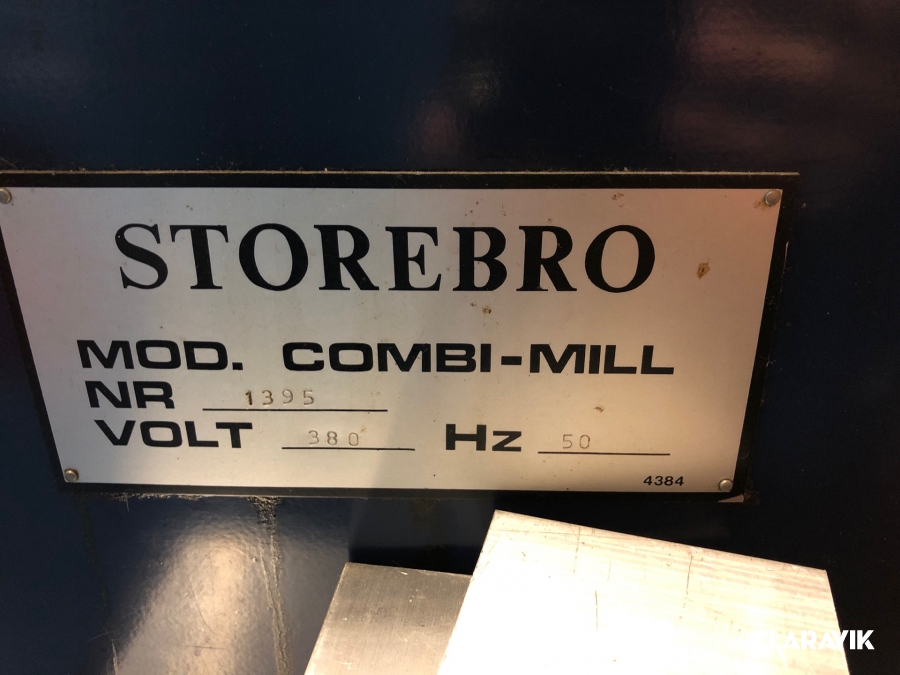 STOREBRO
MOD. COMBI-MILL
NR 1395
VOLT 380 Hz 50
4384